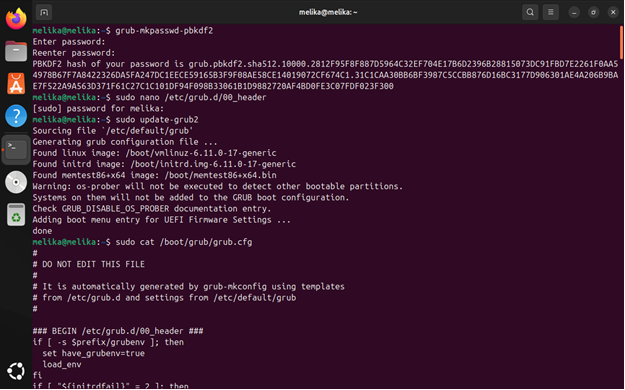 melika@melika: ~
melika@melika:~$ grub-mkpasswd-pbkdf2
Enter password:
Reenter password:
PBKDF2 hash of your password is grub.pbkdf2.sha512.10000.2812F95F8F887D5964C32EF704E17B6D2396B28815073DC91FBD7E2261F0AA5
4978B67F7A8422326DA5FA247DC1EECE59165B3F9F08AE58CE14019072CF674C1.31C1CAA30BB6BF3987C5CCBB876D16BC3177D906301AE4A206B9BA
E7F522A9A563D371F61C27C1C101DF94F098B33061B1D9882720AF4BD0FE3C07FDF023F300
melika@melika:~$ sudo nano /etc/grub.d/00_header
[sudo] password for melika:
melika@melika:~$ sudo update-grub2
Sourcing file `/etc/default/grub'
Generating grub configuration file ...
Found linux image: /boot/vmlinuz-6.11.0-17-generic
Found initrd image: /boot/initrd.img-6.11.0-17-generic
Found memtest86+x64 image: /boot/memtest86+x64.bin
Warning: os-prober will not be executed to detect other bootable partitions.
Systems on them will not be added to the GRUB boot configuration.
Check GRUB_DISABLE_OS_PROBER documentation entry.
Adding boot menu entry for UEFI Firmware Settings ...
done
melika@melika:~$ sudo cat /boot/grub/grub.cfg
#
# DO NOT EDIT THIS FILE
#
# It is automatically generated by grub-mkconfig using templates
# from /etc/grub.d and settings from /etc/default/grub
#
### BEGIN /etc/grub.d/00_header ###
if [ -s $prefix/grubenv ]; then
  set have_grubenv=true
  load_env
fi
if [ "${initrdfail}" = 2 ]; then